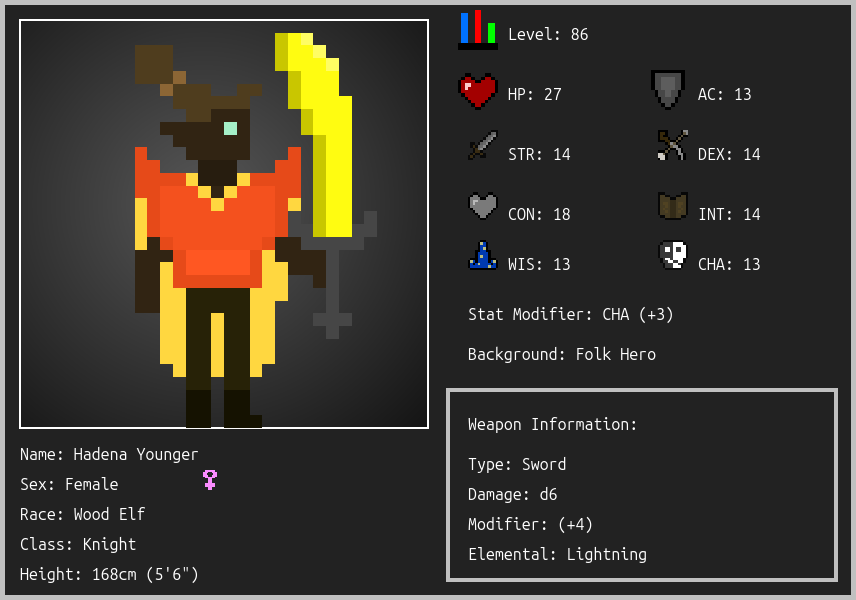 Level: 86
HP: 27
AC: 13
STR: 14
DEX: 14
CON: 18
INT: 14
WIS: 13
CHA: 13
Stat Modifier: CHA (+3)
Background: Folk Hero
Weapon Information:
Type: Sword
Damage: d6
Modifier: (+4)
Elemental: Lightning
Name: Hadena Younger
Sex: Female
Race: Wood Elf
Class: Knight
Height: 168cm (5'6")